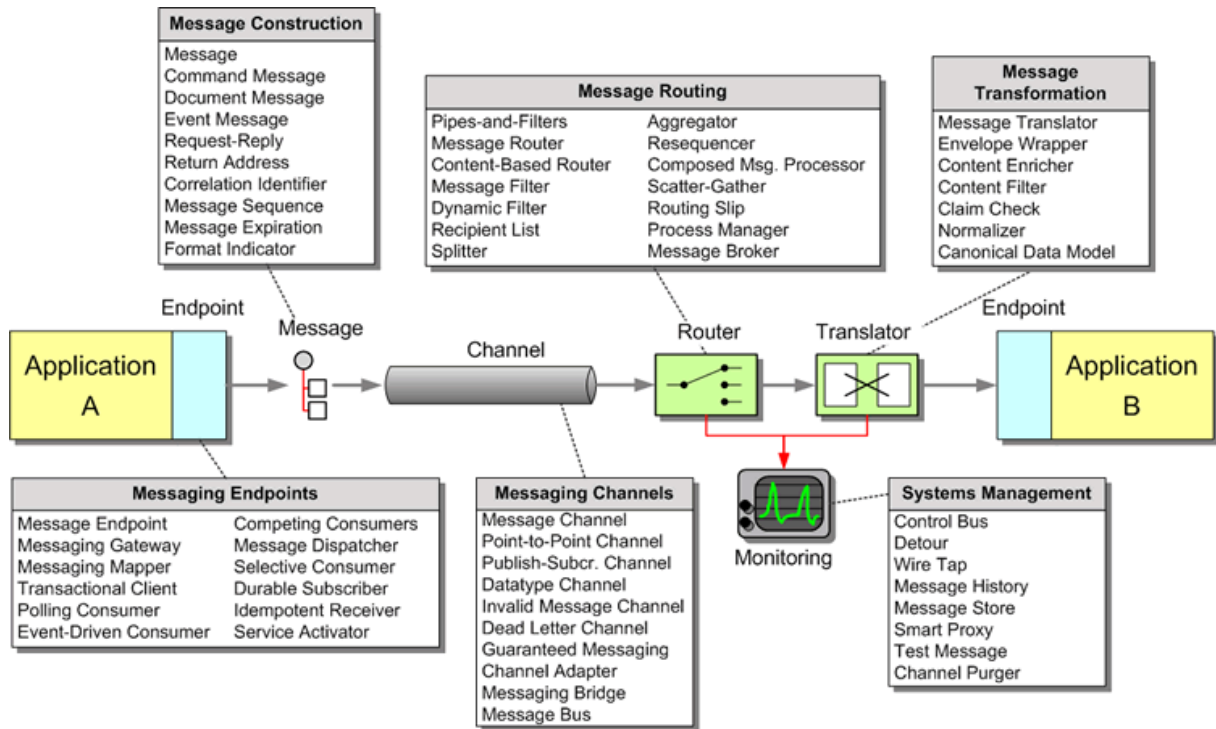 Message Construction
Message
Command Message
Document Message
Event Message
Request-Reply
Return Address
Correlation Identifier
Message Sequence
Message Expiration
Format Indicator
Message Routing
Pipes-and-Filters
Message Router
Content-Based Router
Message Filter
Dynamic Filter
Recipient List
Splitter
Aggregator
Resequencer
Composed Msg. Processor
Scatter-Gather
Routing Slip
Process Manager
Message Broker
Message
Transformation
Message Translator
Envelope Wrapper
Content Enricher
Content Filter
Claim Check
Normalizer
Canonical Data Model
Endpoint
Message
Channel
Router
Translator
Endpoint
Application
A
Application
B
Messaging Endpoints
Message Endpoint
Messaging Gateway
Messaging Mapper
Transactional Client
Polling Consumer
Event-Driven Consumer
Competing Consumers
Message Dispatcher
Selective Consumer
Durable Subscriber
Idempotent Receiver
Service Activator
Messaging Channels
Message Channel
Point-to-Point Channel
Publish-Subcr. Channel
Datatype Channel
Invalid Message Channel
Dead Letter Channel
Guaranteed Messaging
Channel Adapter
Messaging Bridge
Message Bus
Monitoring
Systems Management
Control Bus
Detour
Wire Tap
Message History
Message Store
Smart Proxy
Test Message
Channel Purger